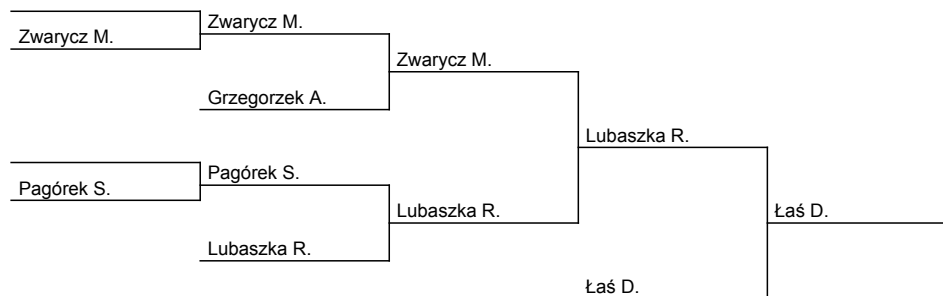 Zwarycz M.
Zwarycz M.
Zwarycz M.
Grzegorzek A.
Lubaszka R.
Pagórek S.
Pagórek S.
Lubaszka R.
Łaś D.
Lubaszka R.
Łaś D.